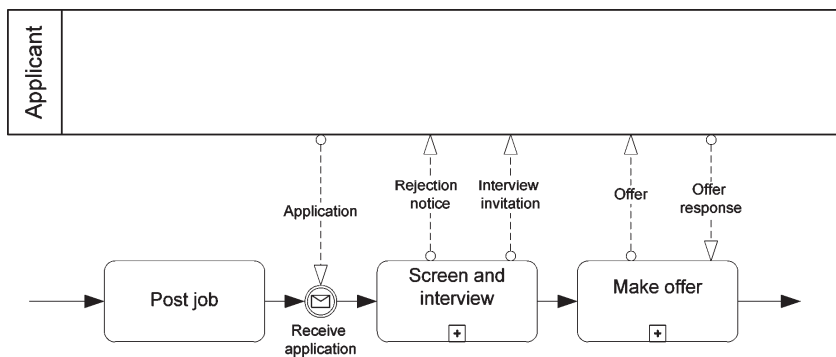 Applicant
Application
Rejection
notice
Interview
invitation
Offer
Offer
response
Post job
Receive
application
Screen and
interview
Make offer